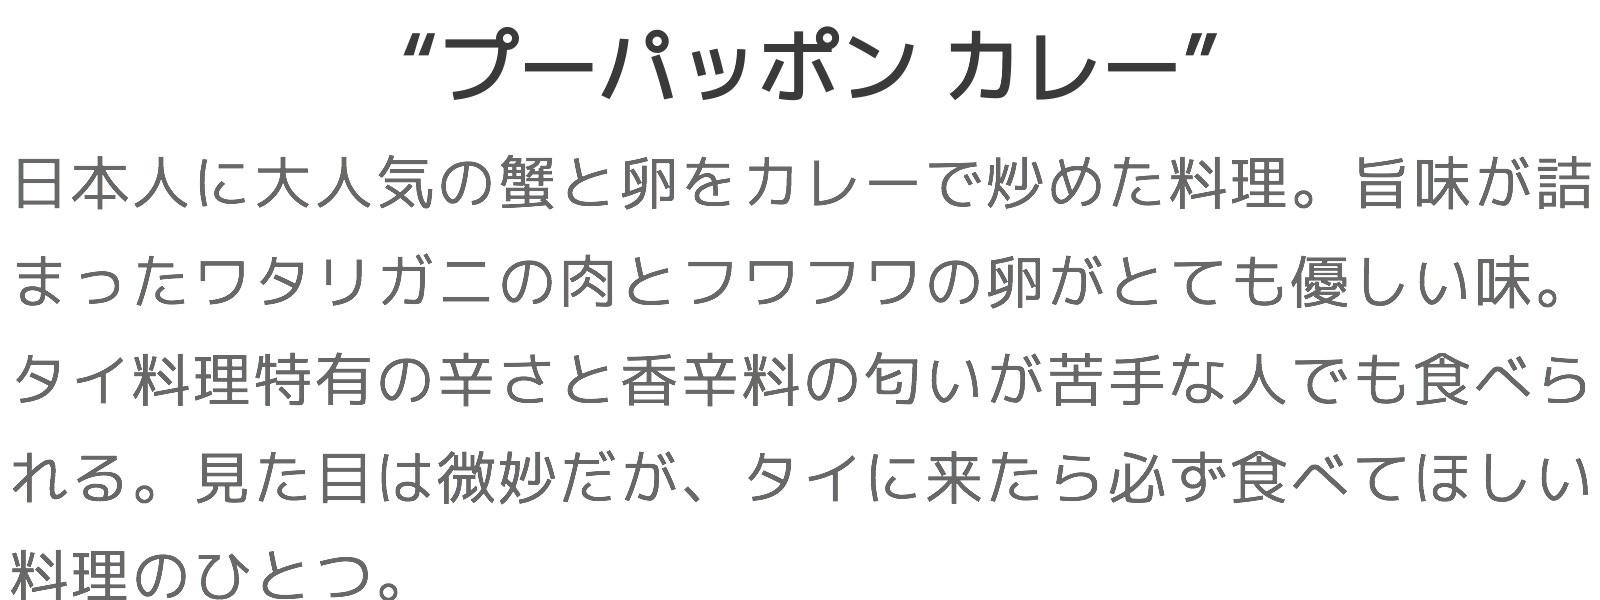 “プーパッポン カレー”
日本人に大人気の蟹と卵をカレーで炒めた料理。旨味が詰
まったワタリガニの肉とフワフワの卵がとても優しい味。
タイ料理特有の辛さと香辛料の匂いが苦手な人でも食べら
れる。見た目は微妙だが、タイに来たら必ず食べてほしい
料理のひとつ。